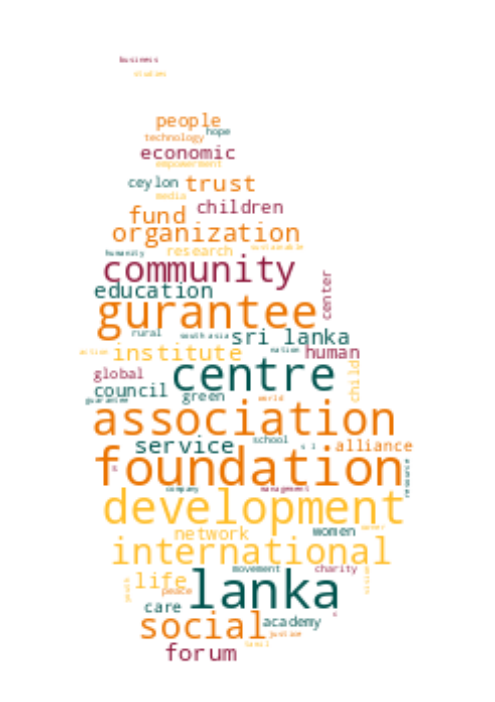 business
studies
people
technology hope
economic
empowerment
ceylon trust
media
fund children
organization
humanity research sustainable
community
education center
gurantee
rural south asia sri lanka
action institute nation human
global centre child
council green
guarantee world
association
service school s l alliance
foundation resource
company management
development
network women
international
movement charity
youth life vision
peace lanka
care
social academy
justice
forum